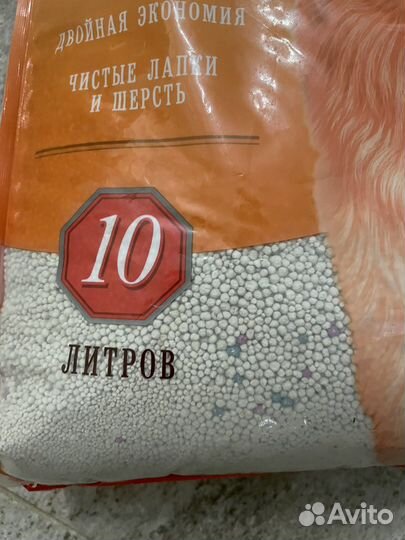 ДВОЙНАЯ ЭКОНОМИЯ
ЧИСТЫЕ ЛАПКИ
И ШЕРСТЬ
10
ЛИТРОВ
Avito